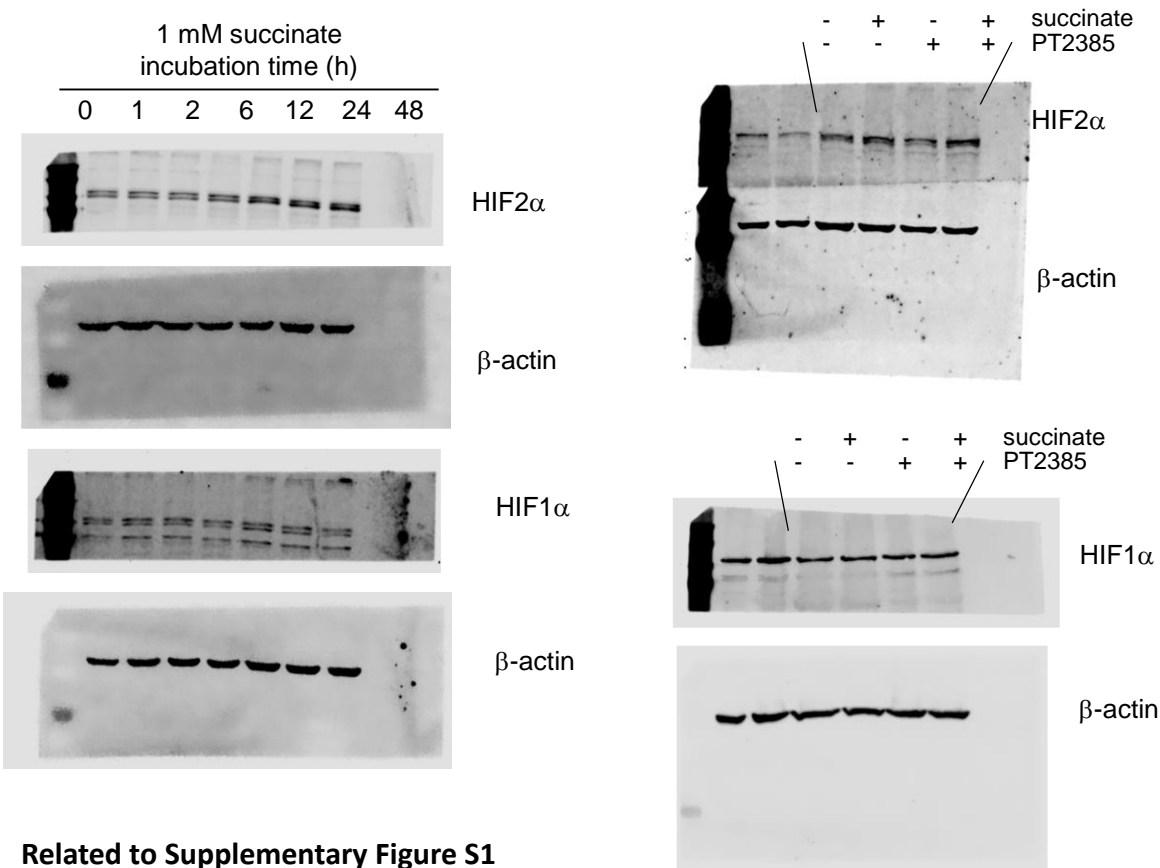 1 mM succinate
incubation time (h)
0 1 2 6 12 24 48
HIF2α
β-actin
HIF1α
β-actin
- + - + succinate
- - + + PT2385
HIF2α
β-actin
- + - + succinate
- - + + PT2385
HIF1α
β-actin
Related to Supplementary Figure S1